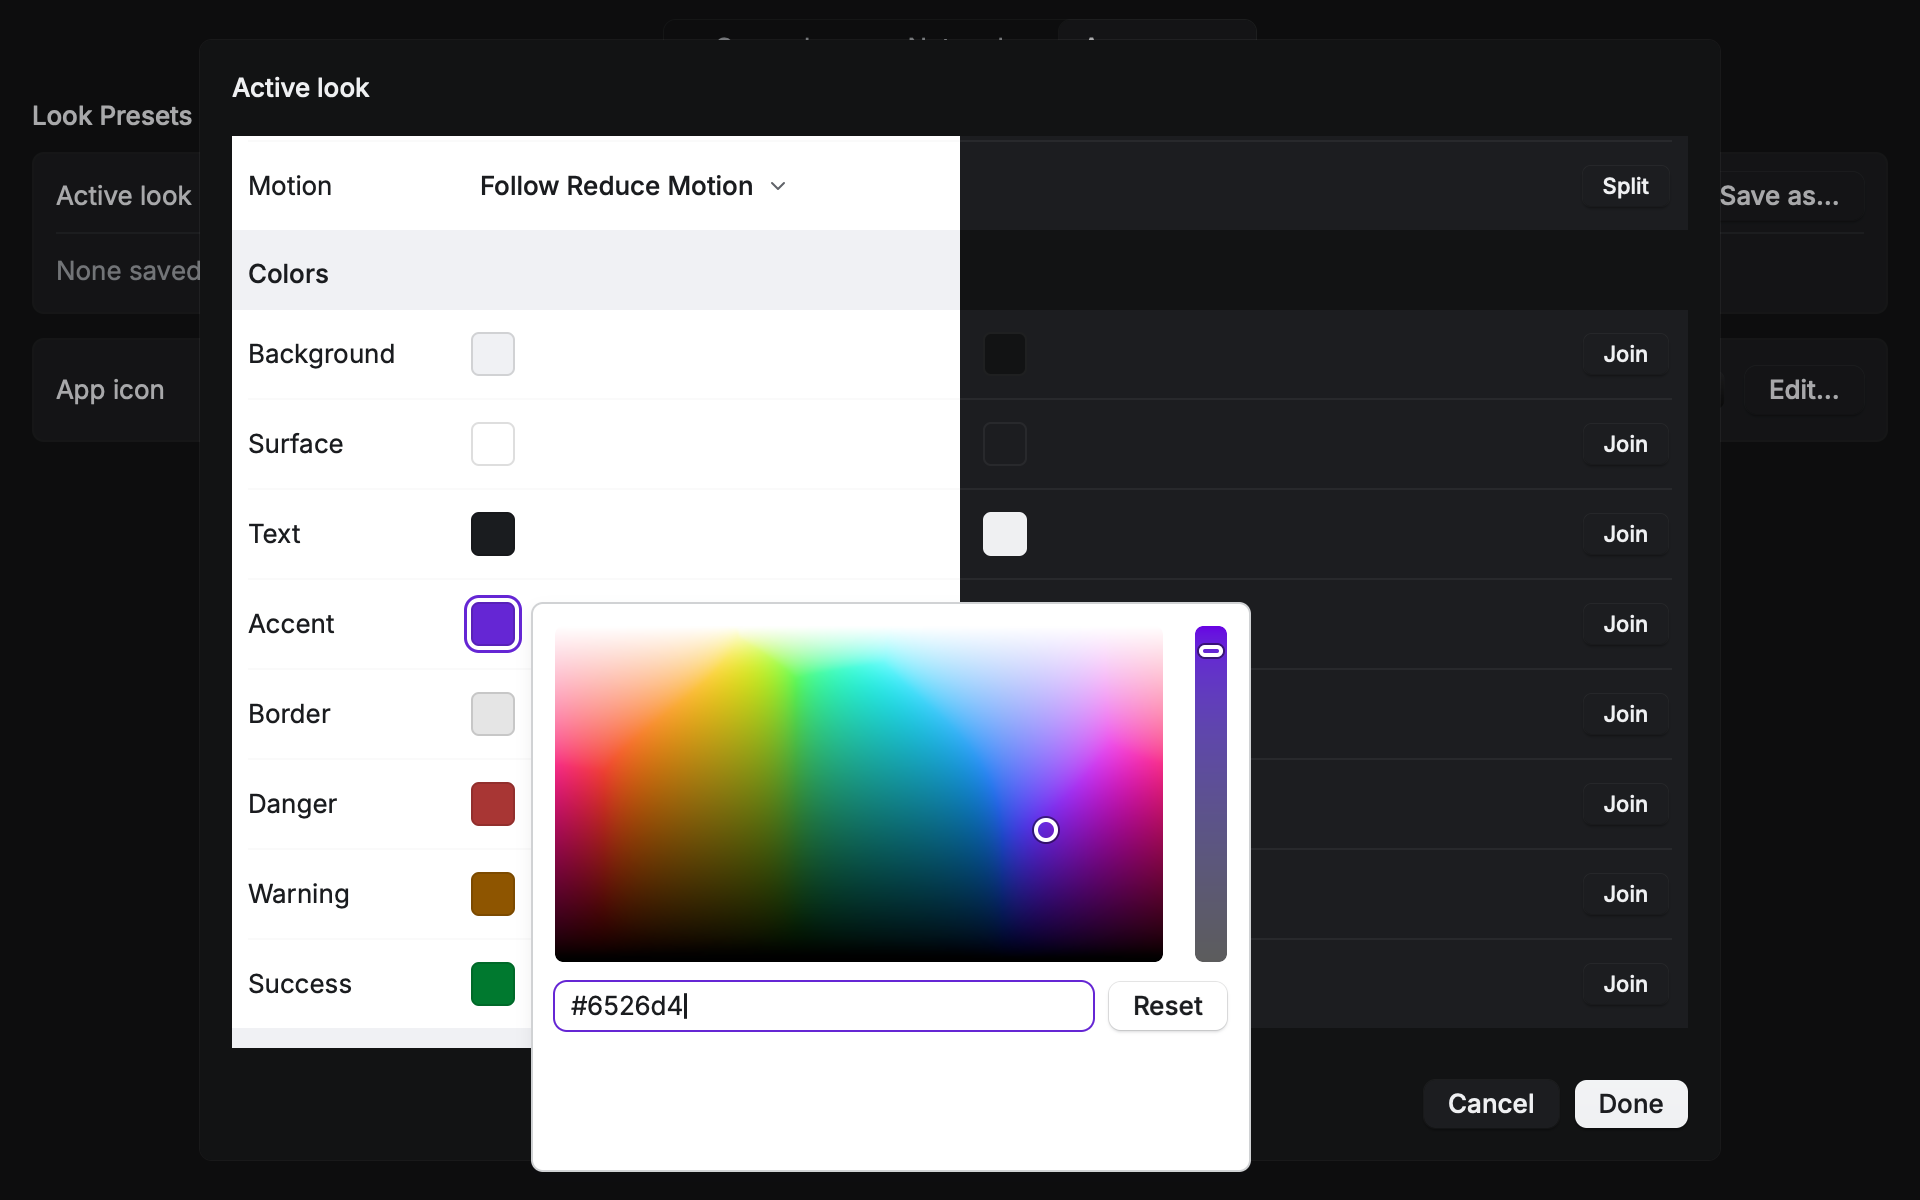 Active look
Look Presets
Active look
Save as...
None saved
App icon
Edit...
Motion
Follow Reduce Motion
Split
Colors
Background
Join
Surface
Join
Text
Join
Accent
Join
Border
Join
Danger
Join
Warning
Join
Success
Join
#6526d4
Reset
Cancel
Done